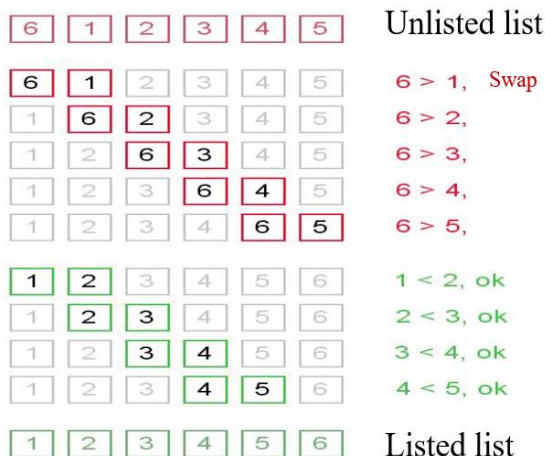 6 1 2 3 4 5 Unlisted list
6 1 2 3 4 5 6 > 1, Swap
1 6 2 3 4 5 6 > 2,
1 2 6 3 4 5 6 > 3,
1 2 3 6 4 5 6 > 4,
1 2 3 4 6 5 6 > 5,
1 2 3 4 5 6 1 < 2, ok
1 2 3 4 5 6 2 < 3, ok
1 2 3 4 5 6 3 < 4, ok
1 2 3 4 5 6 4 < 5, ok
1 2 3 4 5 6 Listed list